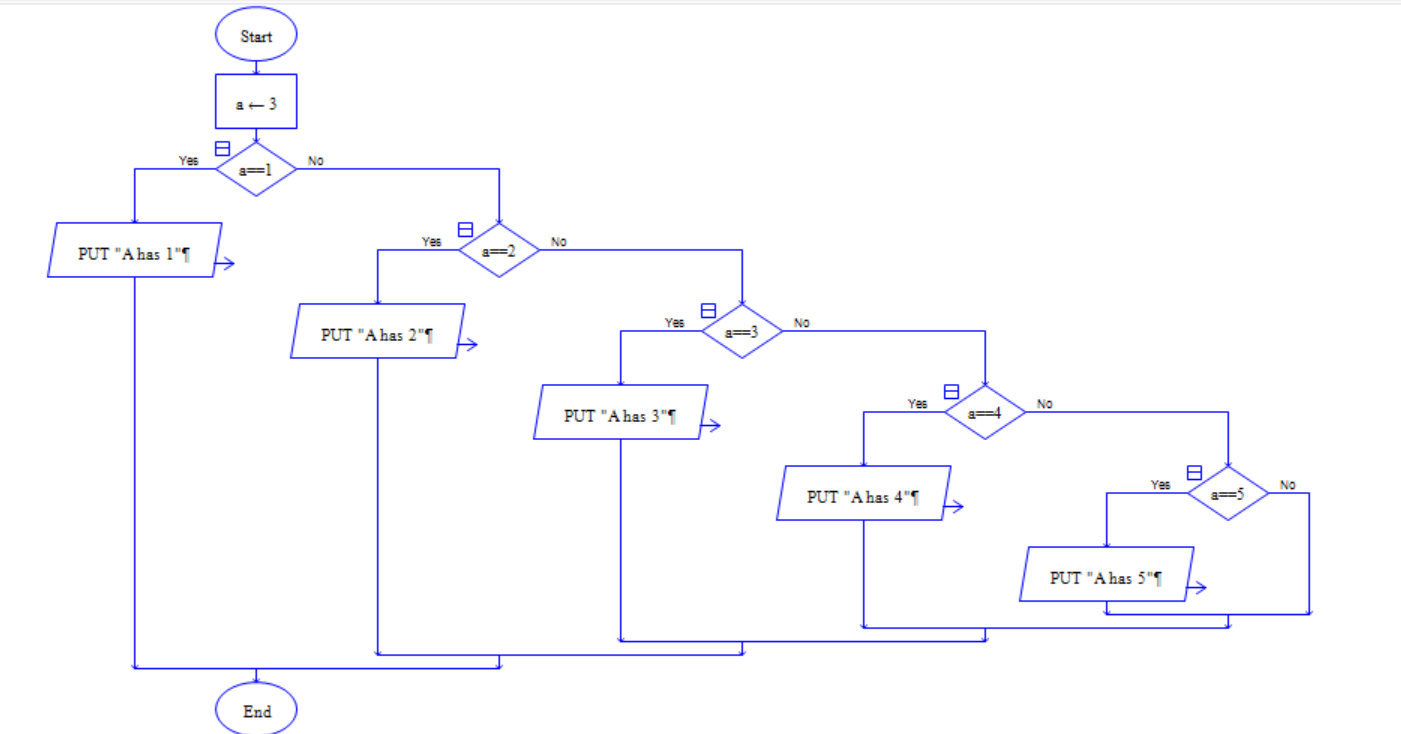 Start
a ← 3
Yes
a==1
No
PUT "A has 1"¶
Yes
a==2
No
PUT "A has 2"¶
Yes
a==3
No
PUT "A has 3"¶
Yes
a==4
No
PUT "A has 4"¶
Yes
a==5
No
PUT "A has 5"¶
End